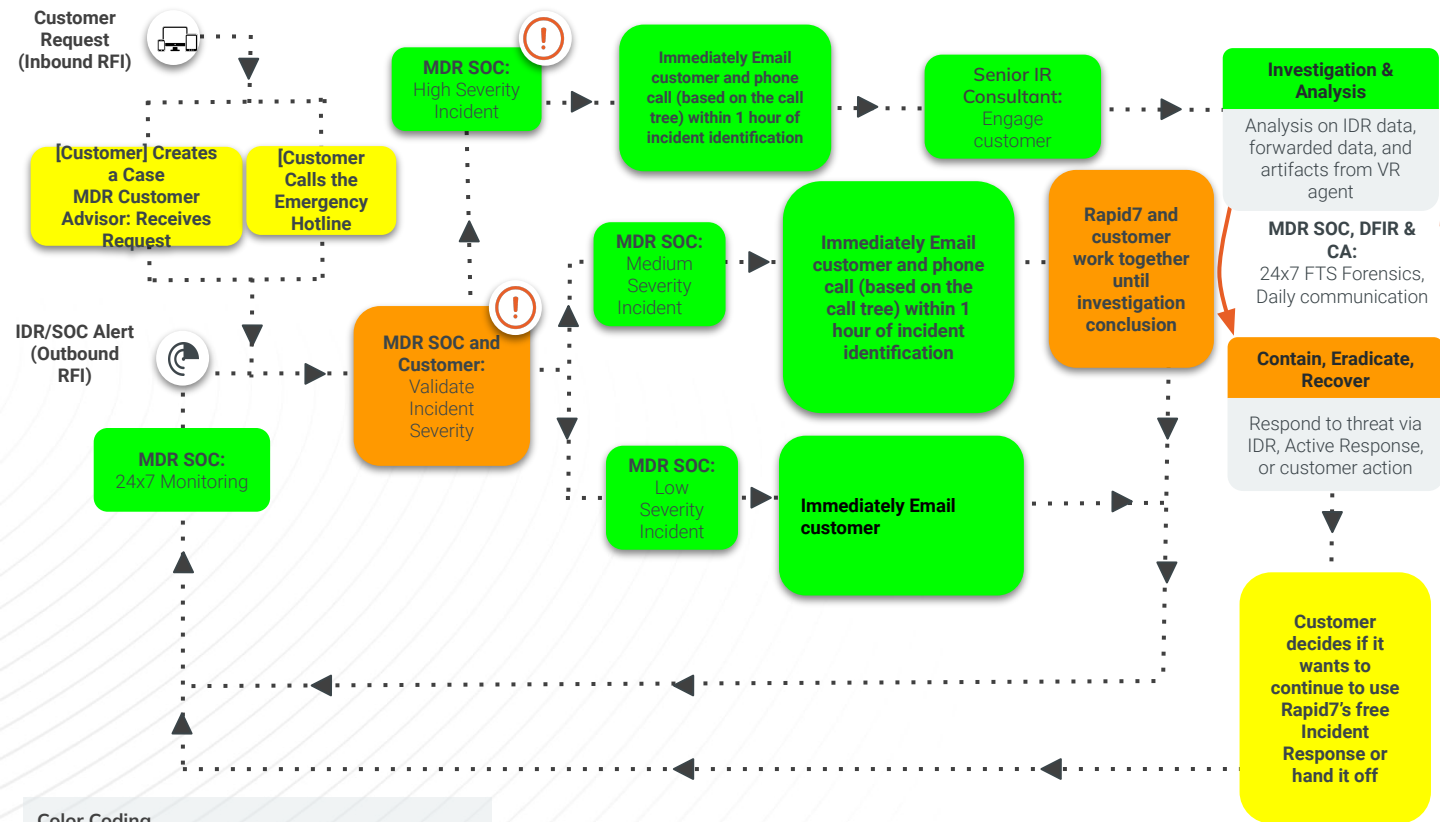 Customer
Request
(Inbound RFI)
[Customer] Creates
a Case
MDR Customer
Advisor: Receives
Request
[Customer
Calls the
Emergency
Hotline
IDR/SOC Alert
(Outbound
RFI)
MDR SOC:
24x7 Monitoring
MDR SOC and
Customer:
Validate
Incident
Severity
MDR SOC:
High Severity
Incident
Immediately Email
customer and phone
call (based on the call
tree) within 1 hour of
incident identification
Senior IR
Consultant:
Engage
customer
Investigation &
Analysis
Analysis on IDR data,
forwarded data, and
artifacts from VR
agent
MDR SOC, DFIR &
CA:
24x7 FTS Forensics,
Daily communication
MDR SOC:
Medium
Severity
Incident
Immediately Email
customer and phone
call (based on the
call tree) within 1
hour of incident
identification
Rapid7 and
customer
work together
until
investigation
conclusion
Contain, Eradicate,
Recover
Respond to threat via
IDR, Active Response,
or customer action
MDR SOC:
Low
Severity
Incident
Immediately Email
customer
Customer
decides if it
wants to
continue to use
Rapid7's free
Incident
Response or
hand it off
Color Coding